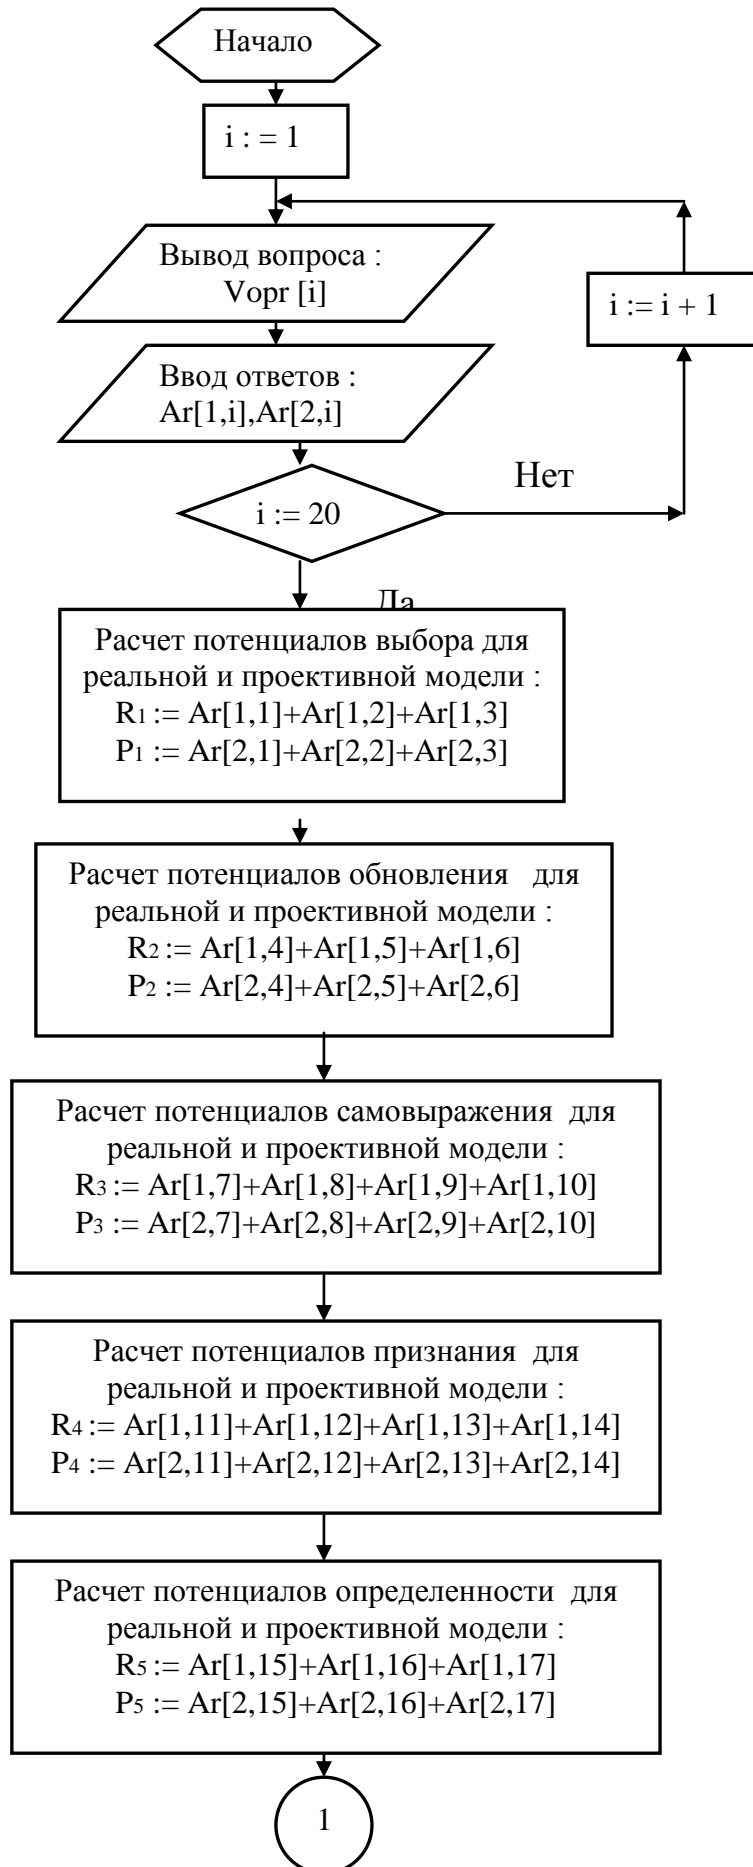 Начало
i : = 1
Вывод вопроса :
Vopr [i]
i := i + 1
Ввод ответов :
Ar[1,i],Ar[2,i]
Нет
i := 20
Да
Расчет потенциалов выбора для
реальной и проективной модели :
R1 := Ar[1,1]+Ar[1,2]+Ar[1,3]
P1 := Ar[2,1]+Ar[2,2]+Ar[2,3]
Расчет потенциалов обновления для
реальной и проективной модели :
R2 := Ar[1,4]+Ar[1,5]+Ar[1,6]
P2 := Ar[2,4]+Ar[2,5]+Ar[2,6]
Расчет потенциалов самовыражения для
реальной и проективной модели :
R3 := Ar[1,7]+Ar[1,8]+Ar[1,9]+Ar[1,10]
P3 := Ar[2,7]+Ar[2,8]+Ar[2,9]+Ar[2,10]
Расчет потенциалов признания для
реальной и проективной модели :
R4 := Ar[1,11]+Ar[1,12]+Ar[1,13]+Ar[1,14]
P4 := Ar[2,11]+Ar[2,12]+Ar[2,13]+Ar[2,14]
Расчет потенциалов определенности для
реальной и проективной модели :
R5 := Ar[1,15]+Ar[1,16]+Ar[1,17]
P5 := Ar[2,15]+Ar[2,16]+Ar[2,17]
1